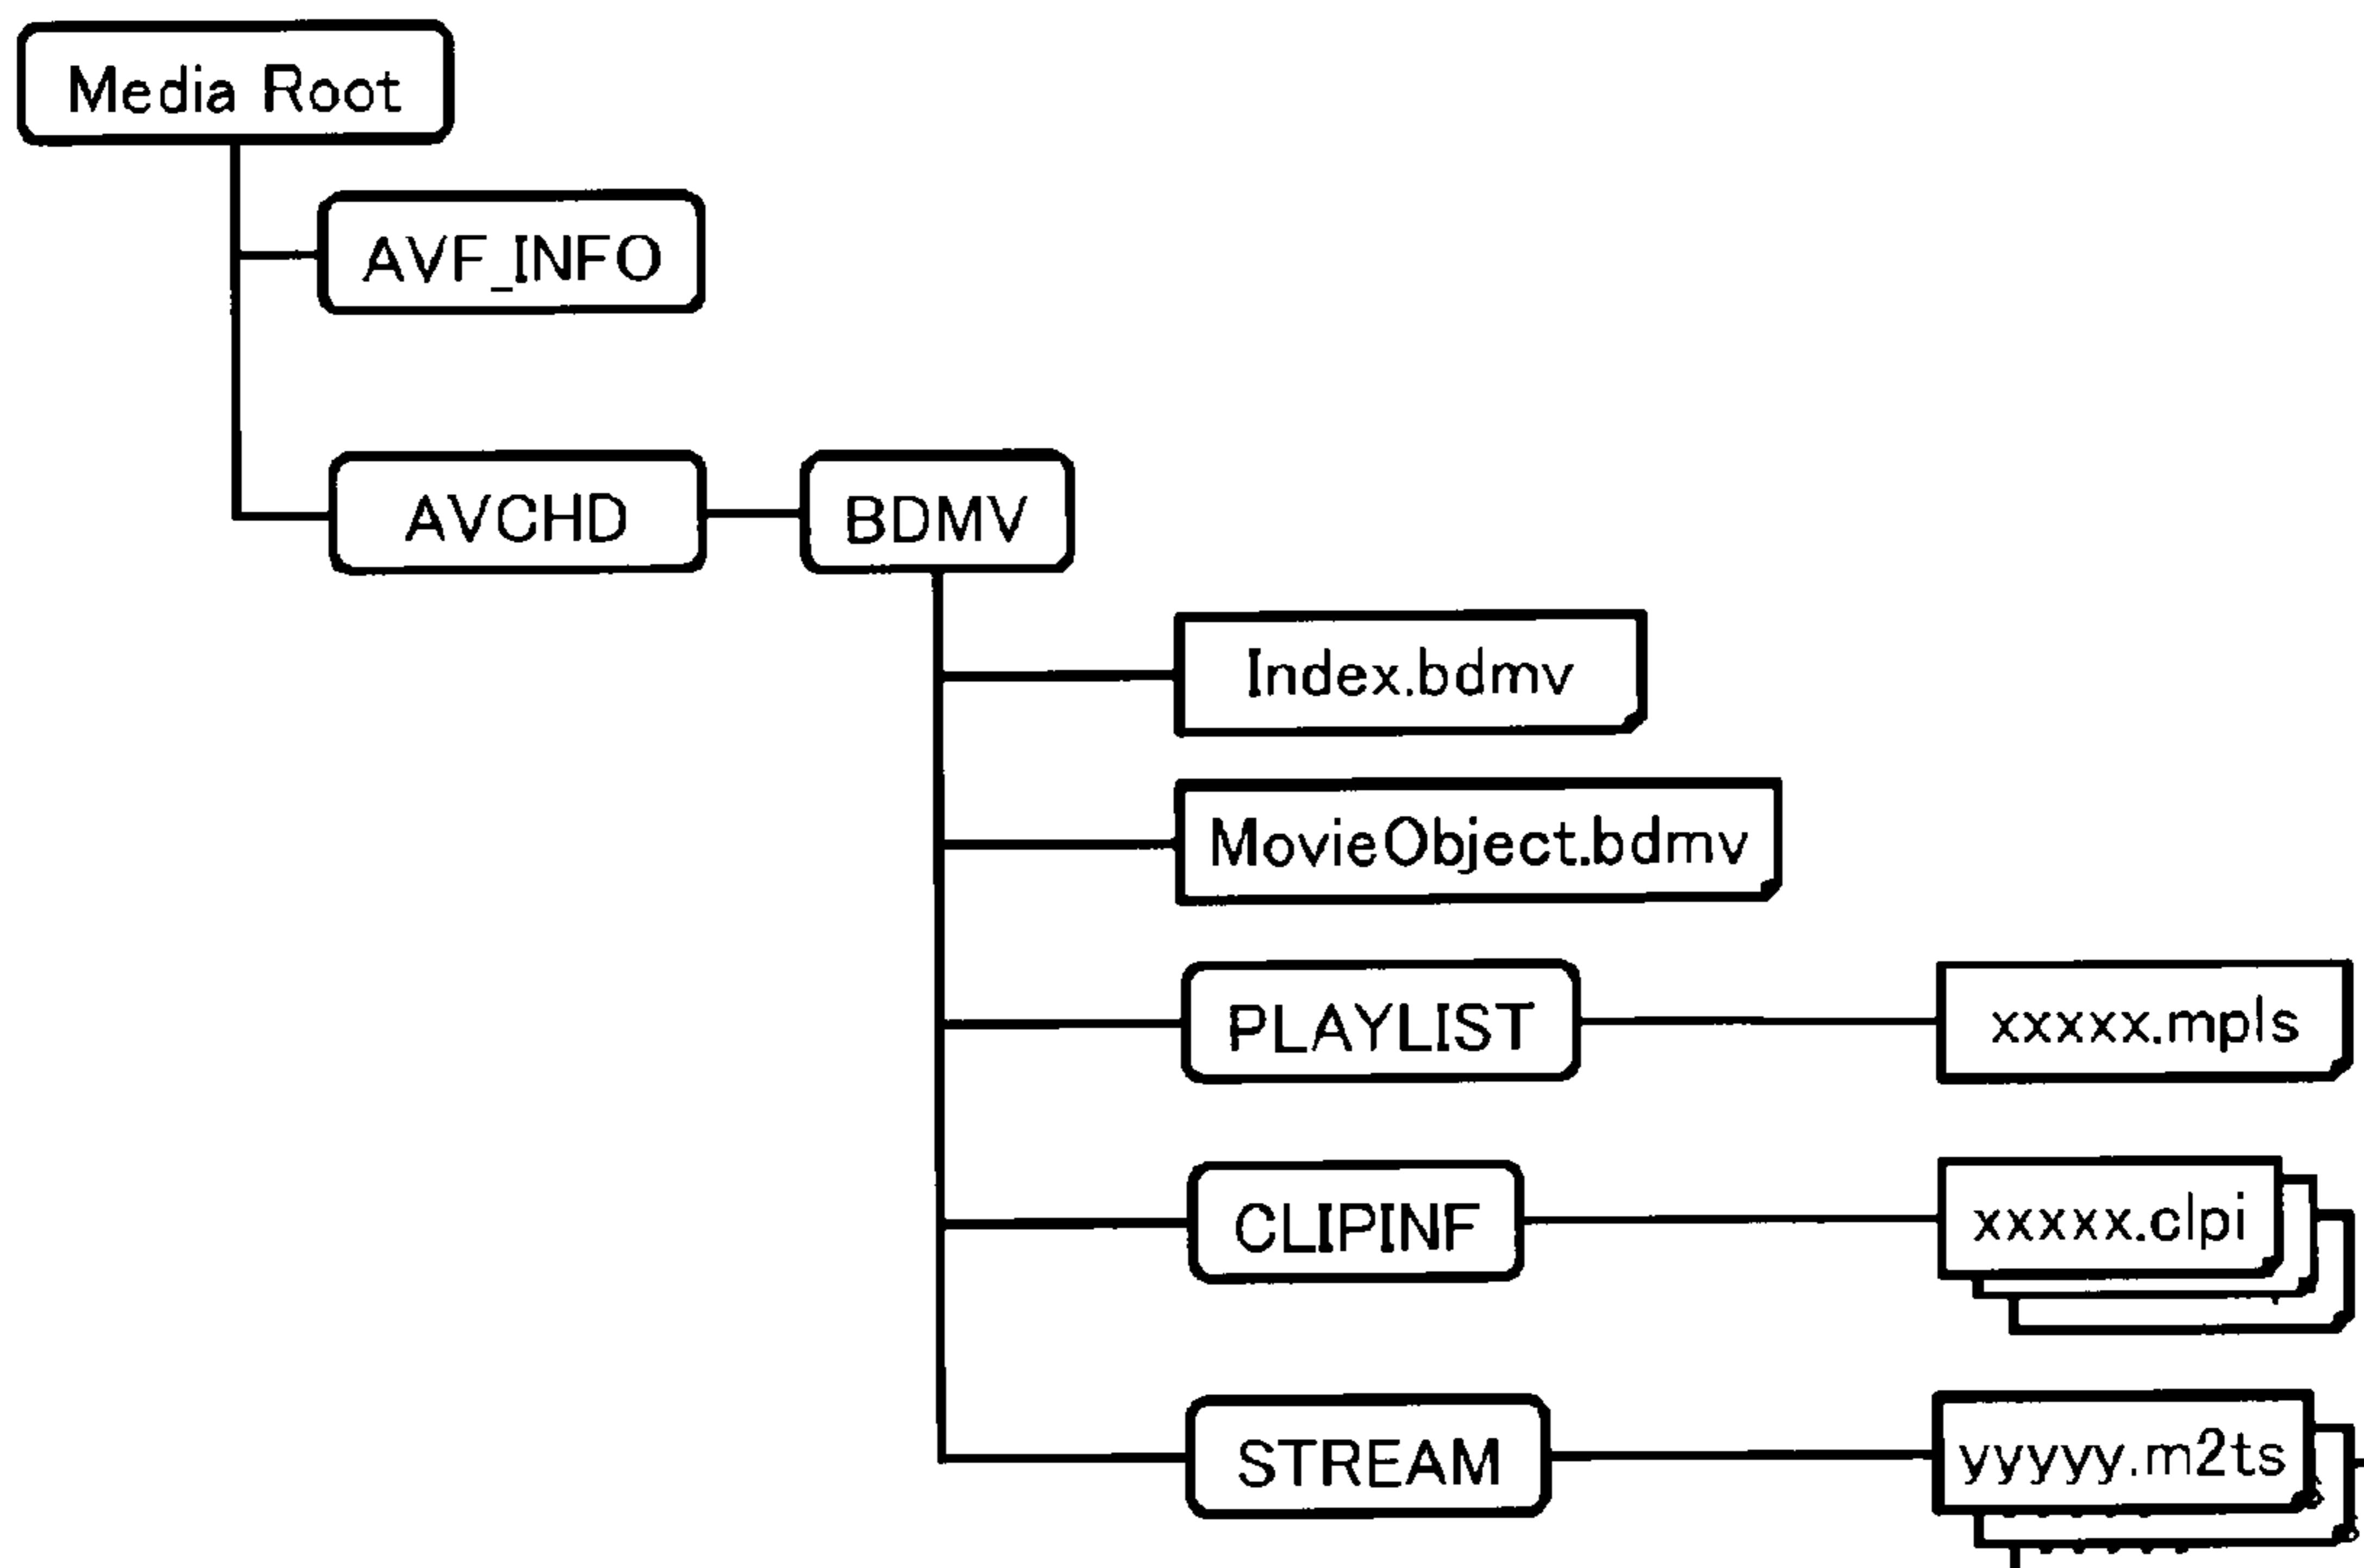 Media Root
AVF_INFO
AVCHD
BDMV
Index.bdmv
MovieObject.bdmv
PLAYLIST
xxxxx.mpls
CLIPINF
xxxxx.clpi
STREAM
yyyyy.m2ts